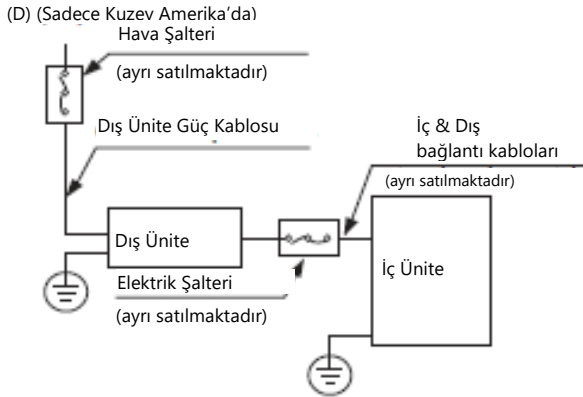 (D) (Sadece Kuzey Amerika’da)
Hava Şalteri
(ayrı satılmaktadır)
Dış Ünite Güç Kablosu
İç & Dış
bağlantı kabloları
(ayrı satılmaktadır)
Dış Ünite
İç Ünite
Elektrik Şalteri
(ayrı satılmaktadır)